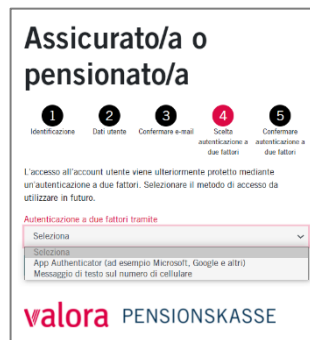 Assicurato/a o
pensionato/a
1 2 3 4 5
Identificazione Dati utente Confermare e-mail Scelta Confermare
autenticazione a autenticazione a
due fattori due fattori
L'accesso all'account utente viene ulteriormente protetto mediante
un'autenticazione a due fattori. Selezionare il metodo di accesso da
utilizzare in futuro.
Autenticazione a due fattori tramite
Seleziona
Seleziona
App Authenticator (ad esempio Microsoft, Google e altri)
Messaggio di testo sul numero di cellulare
valora PENSIONSKASSE